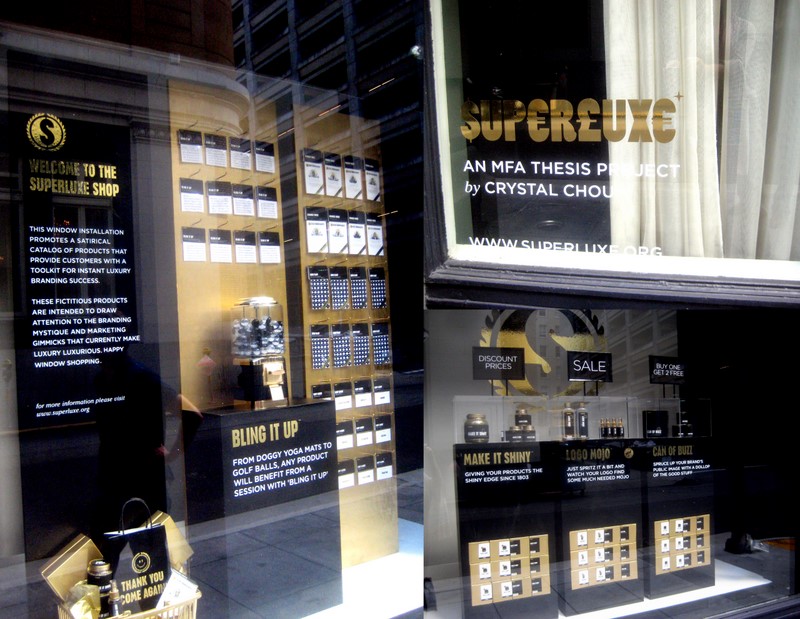 S
WELCOME TO THE
SUPERLUXE SHOP
THIS WINDOW INSTALLATION
PROMOTES A SATIRICAL
CATALOG OF PRODUCTS THAT
PROVIDE CUSTOMERS WITH A
TOOLKIT FOR INSTANT LUXURY
BRANDING SUCCESS.
THESE FICTITIOUS PRODUCTS
ARE INTENDED TO DRAW
ATTENTION TO THE BRANDING
MYSTIQUE AND MARKETING
GIMMICKS THAT CURRENTLY MAKE
LUXURY LUXURIOUS. HAPPY
WINDOW SHOPPING.
for more information please visit
www.superluxe.org
BLING IT UP
FROM DOGGY YOGA MATS TO
GOLF BALLS, ANY PRODUCT
WILL BENEFIT FROM A
SESSION WITH 'BLING IT UP'
THANK YOU
COME AGAIN
$UP€R£UX€
AN MFA THESIS PROJECT
by CRYSTAL CHOU
WWW.SUPERLUXE.ORG
DISCOUNT
PRICES
SALE
BUY ONE
GET 2 FREE
MAKE IT SHINY
GIVING YOUR PRODUCTS THE
SHINY EDGE SINCE 1803
LOGO MOJO
JUST SPRITZ IT A BIT AND
WATCH YOUR LOGO FIND
SOME MUCH NEEDED MOJO
CAN OF BUZZ
SPRUCE UP YOUR BRAND'S
PUBLIC IMAGE WITH A DOLLOP
OF THE GOOD STUFF